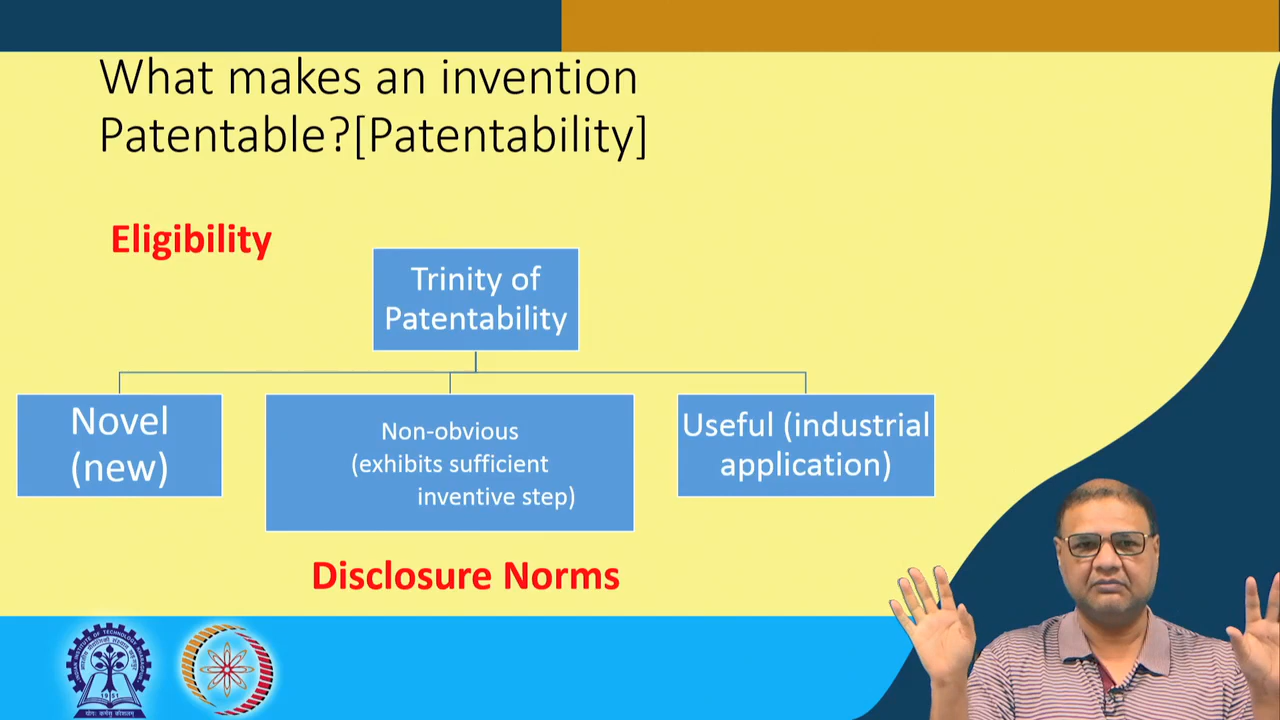 What makes an invention
Patentable?[Patentability]
Eligibility
Trinity of
Patentability
Novel
(new)
Non-obvious
(exhibits sufficient
inventive step)
Useful (industrial
application)
Disclosure Norms
1951